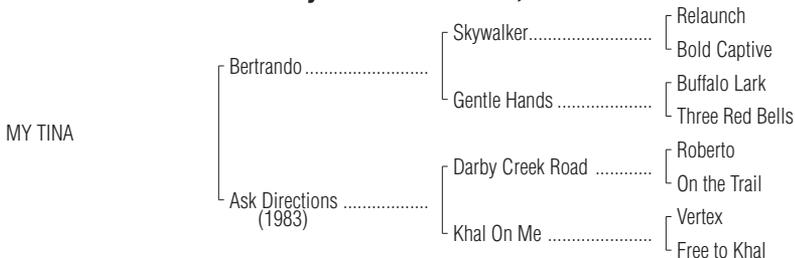 Relaunch
Skywalker..........................
Bold Captive
Bertrando..........................
Buffalo Lark
Gentle Hands ....................
Three Red Bells
MY TINA
Roberto
Darby Creek Road ............
On the Trail
Ask Directions ..................
(1983)
Vertex
Khal On Me ......................
Free to Khal